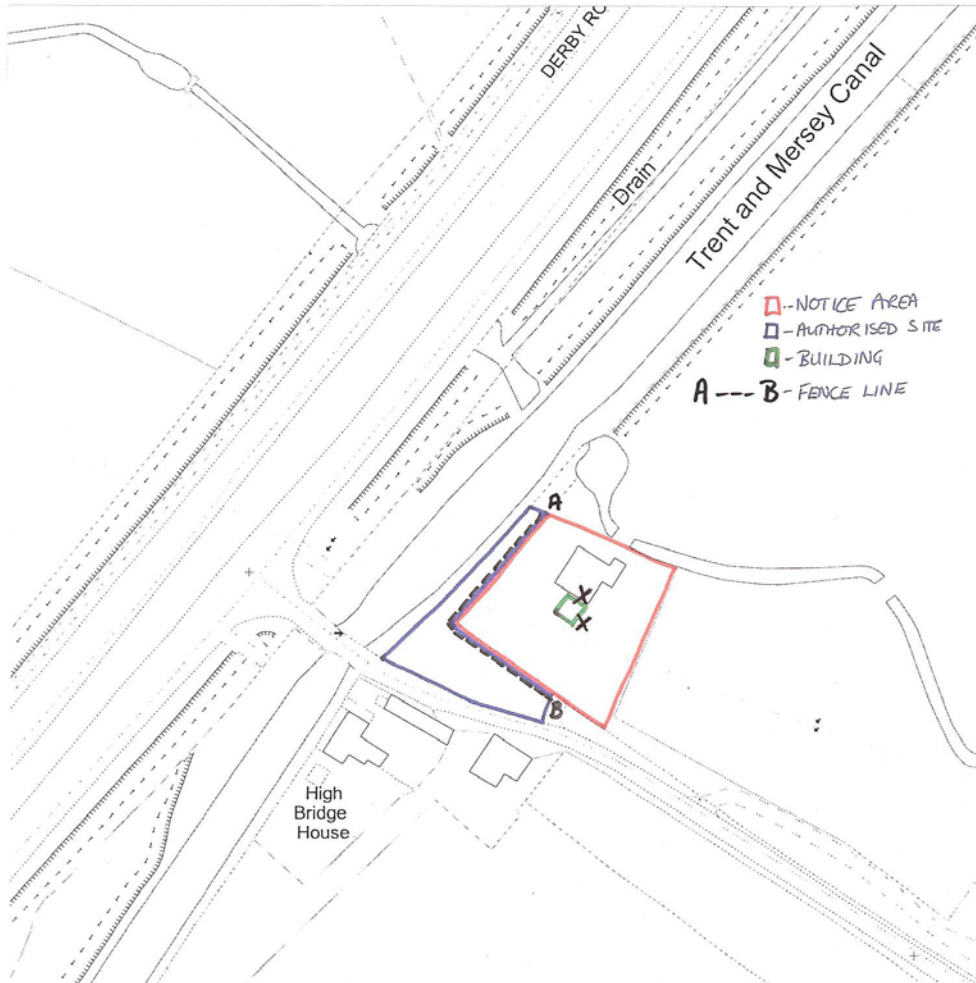 DERBY RO
Drain
Trent and Mersey Canal
-- NOTICE AREA
- AUTHORISED SITE
- BUILDING
A --- B - FENCE LINE
A
X
X
B
High
Bridge
House